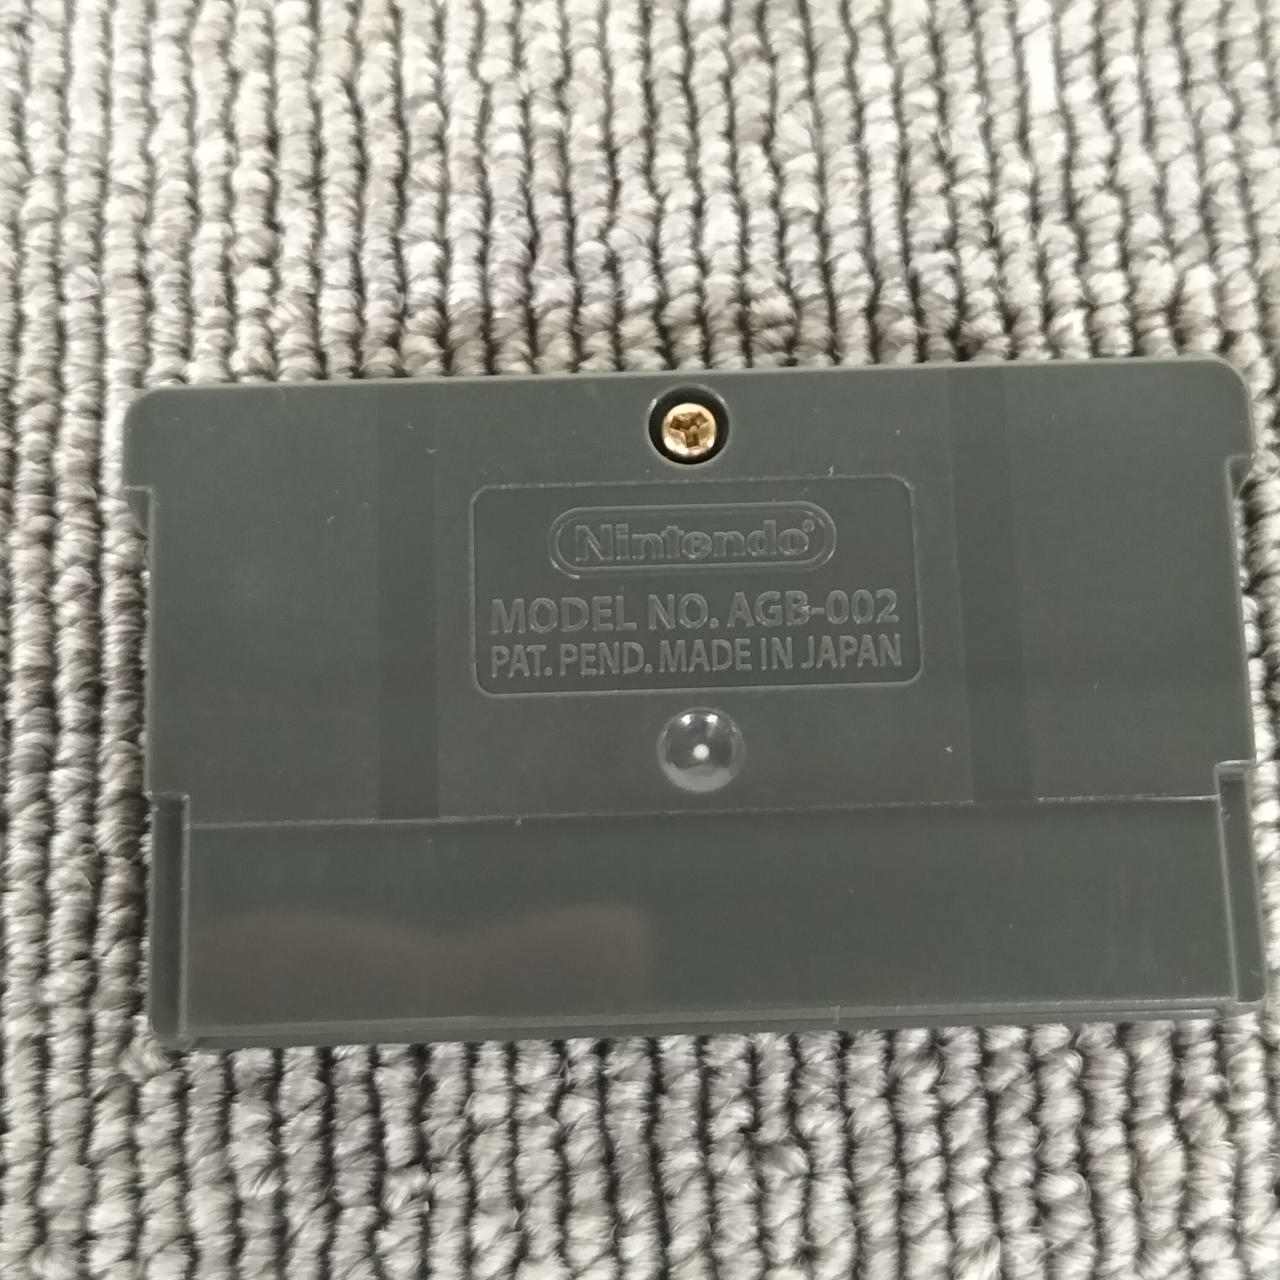 Nintendo®
MODEL NO. AGB-002
PAT. PEND. MADE IN JAPAN